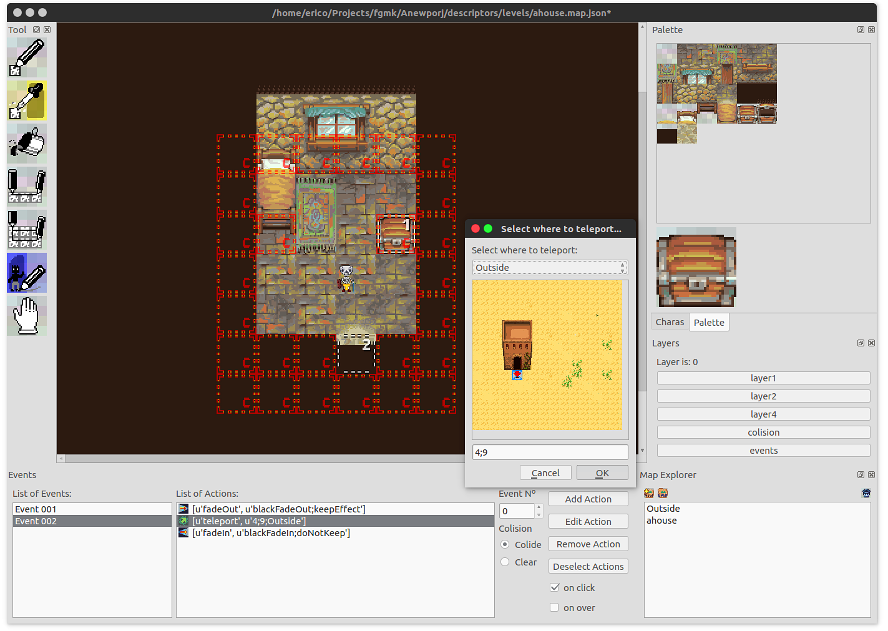 /home/erico/Projects/fgmk/Anewporj/descriptors/levels/ahouse.map.json*
Tool
Palette
C C C C C C
C C
C 1 C C
C C
C 2 C C
C C C C C C
Select where to teleport...
Select where to teleport:
Outside
4;9
Cancel OK
Charas Palette
Layers
Layer is: 0
layer1
layer2
layer4
colision
events
Events
List of Events:
Event 001
Event 002
List of Actions:
[u'fadeOut', u'blackFadeOut;keepEffect']
[u'teleport', u'4;9;Outside']
[u'fadeIn', u'blackFadeIn;doNotKeep']
Event Nº
0
Colision
Colide
Clear
Add Action
Edit Action
Remove Action
Deselect Actions
on click
on over
Map Explorer
Outside
ahouse